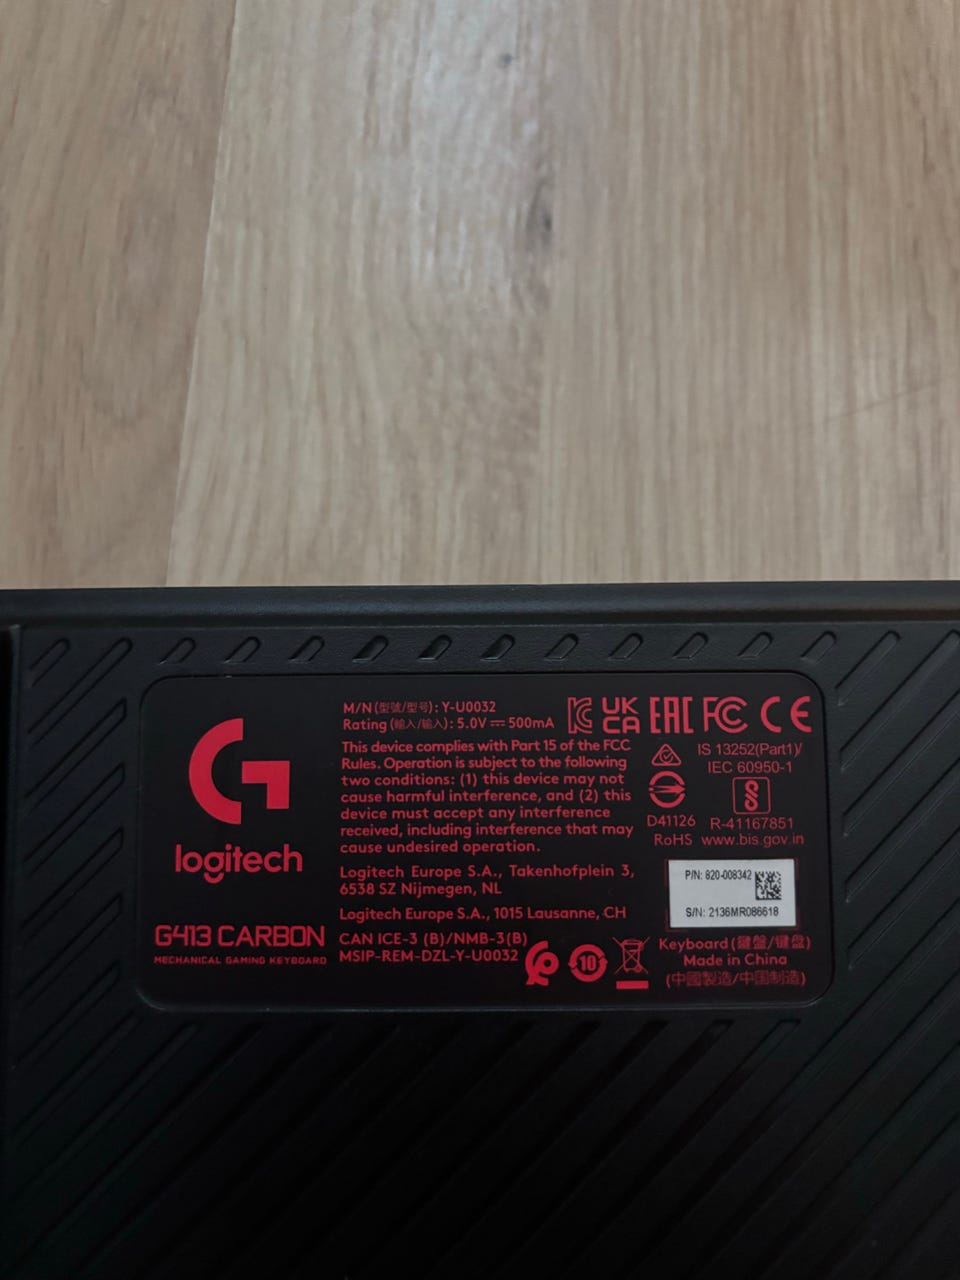 logitech
G413 CARBON
MECHANICAL GAMING KEYBOARD
M/N (型號/型号) : Y-U0032
Rating (輸入/输入) : 5.0V ⎓ 500mA
This device complies with Part 15 of the FCC
Rules. Operation is subject to the following
two conditions: (1) this device may not
cause harmful interference, and (2) this
device must accept any interference
received, including interference that may
cause undesired operation.
Logitech Europe S.A., Takenhofplein 3,
6538 SZ Nijmegen, NL
Logitech Europe S.A., 1015 Lausanne, CH
CAN ICE-3 (B)/NMB-3(B)
MSIP-REM-DZL-Y-U0032
10
UK
CA
EAC
FC
CE
IS 13252(Part1)/
IEC 60950-1
D41126
RoHS
R-41167851
www.bis.gov.in
P/N: 820-008342
S/N: 2136MR086618
Keyboard (鍵盤/键盘)
Made in China
(中國製造/中国制造)